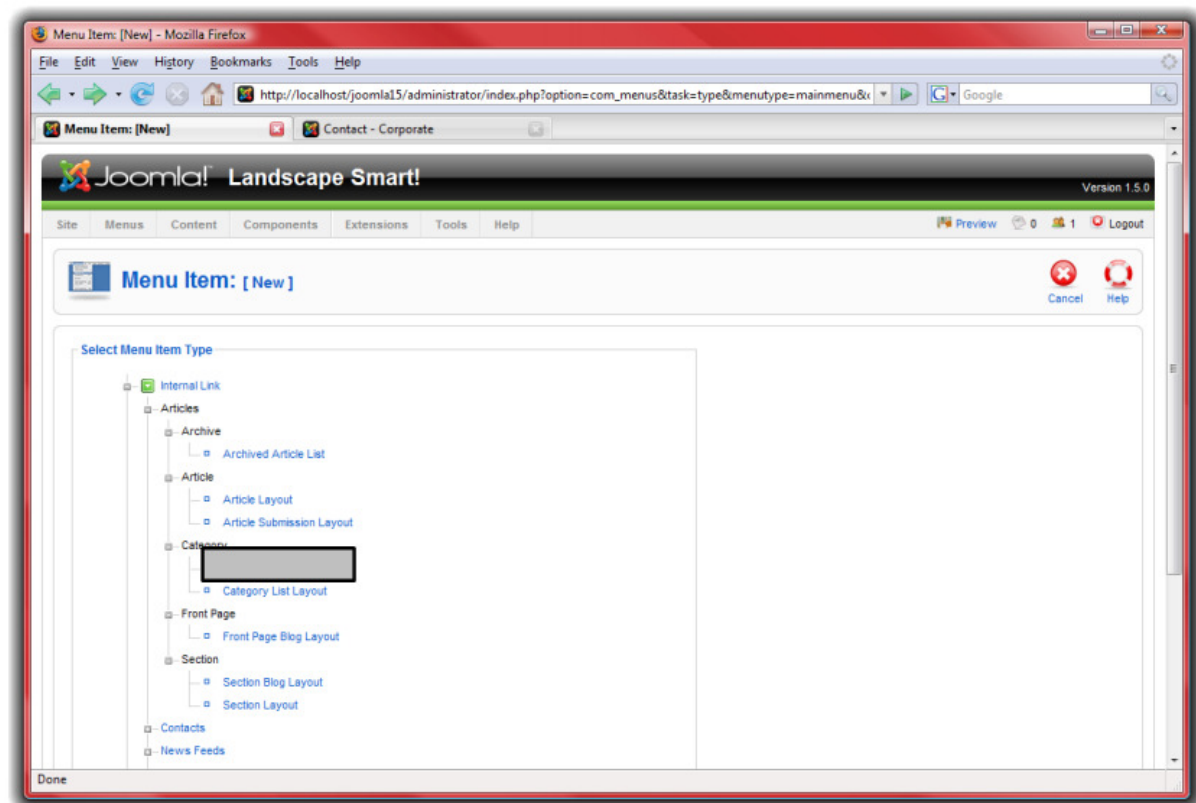 Menu Item: [New] - Mozilla Firefox
File Edit View History Bookmarks Tools Help
http://localhost/joomla15/administrator/index.php?option=com_menus&task=type&menutype=mainmenu& Google
Menu Item: [New] Contact - Corporate
Joomla! Landscape Smart!
Version 1.5.0
Site Menus Content Components Extensions Tools Help Preview 0 1 Logout
Menu Item: [ New ]
Cancel Help
Select Menu Item Type
Internal Link
Articles
Archive
Archived Article List
Article
Article Layout
Article Submission Layout
Category
Category List Layout
Front Page
Front Page Blog Layout
Section
Section Blog Layout
Section Layout
Contacts
News Feeds
Done